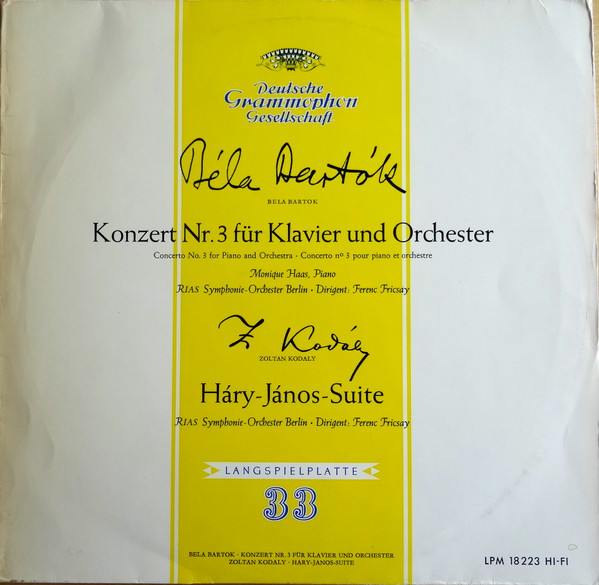 Deutsche
Grammophon
Gesellschaft
Béla Bartók
BELA BARTOK
Konzert Nr. 3 für Klavier und Orchester
Concerto No. 3 for Piano and Orchestra · Concerto nº 3 pour piano et orchestre
Monique Haas, Piano
RIAS Symphonie-Orchester Berlin · Dirigent: Ferenc Fricsay
Z Kodály
ZOLTAN KODALY
Háry-János-Suite
RIAS Symphonie-Orchester Berlin · Dirigent: Ferenc Fricsay
LANGSPIELPLATTE
33
BELA BARTOK · KONZERT NR. 3 FÜR KLAVIER UND ORCHESTER
ZOLTAN KODALY · HARY-JANOS-SUITE
LPM 18 223 HI-FI